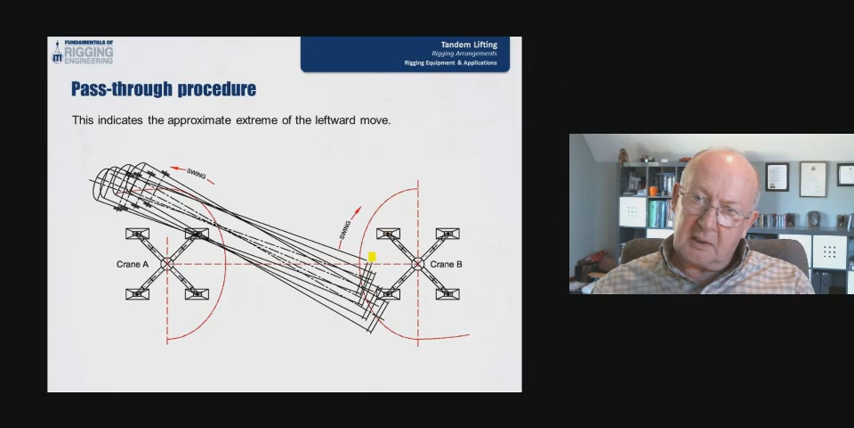 FUNDAMENTALS OF
RIGGING
ENGINEERING
Tandem Lifting
Rigging Arrangements
Rigging Equipment & Applications
Pass-through procedure
This indicates the approximate extreme of the leftward move.
SWING
SWING
Crane A
Crane B